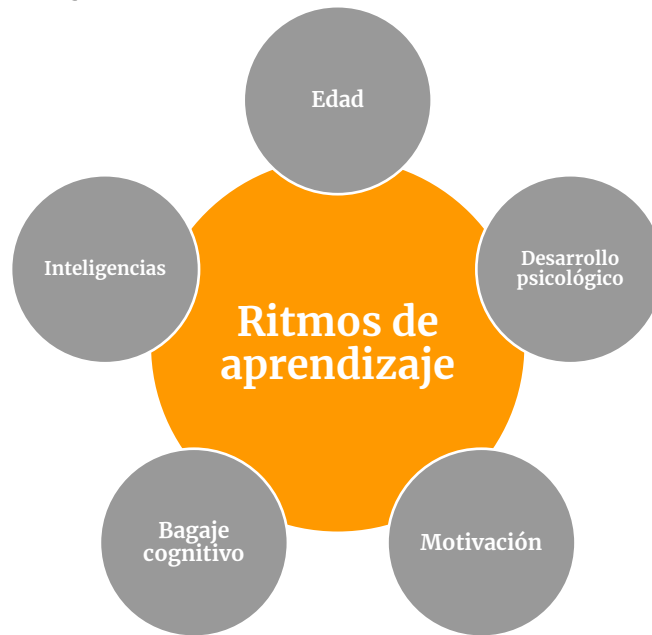 Edad
Inteligencias
Desarrollo
psicológico
Ritmos de
aprendizaje
Bagaje
cognitivo
Motivación